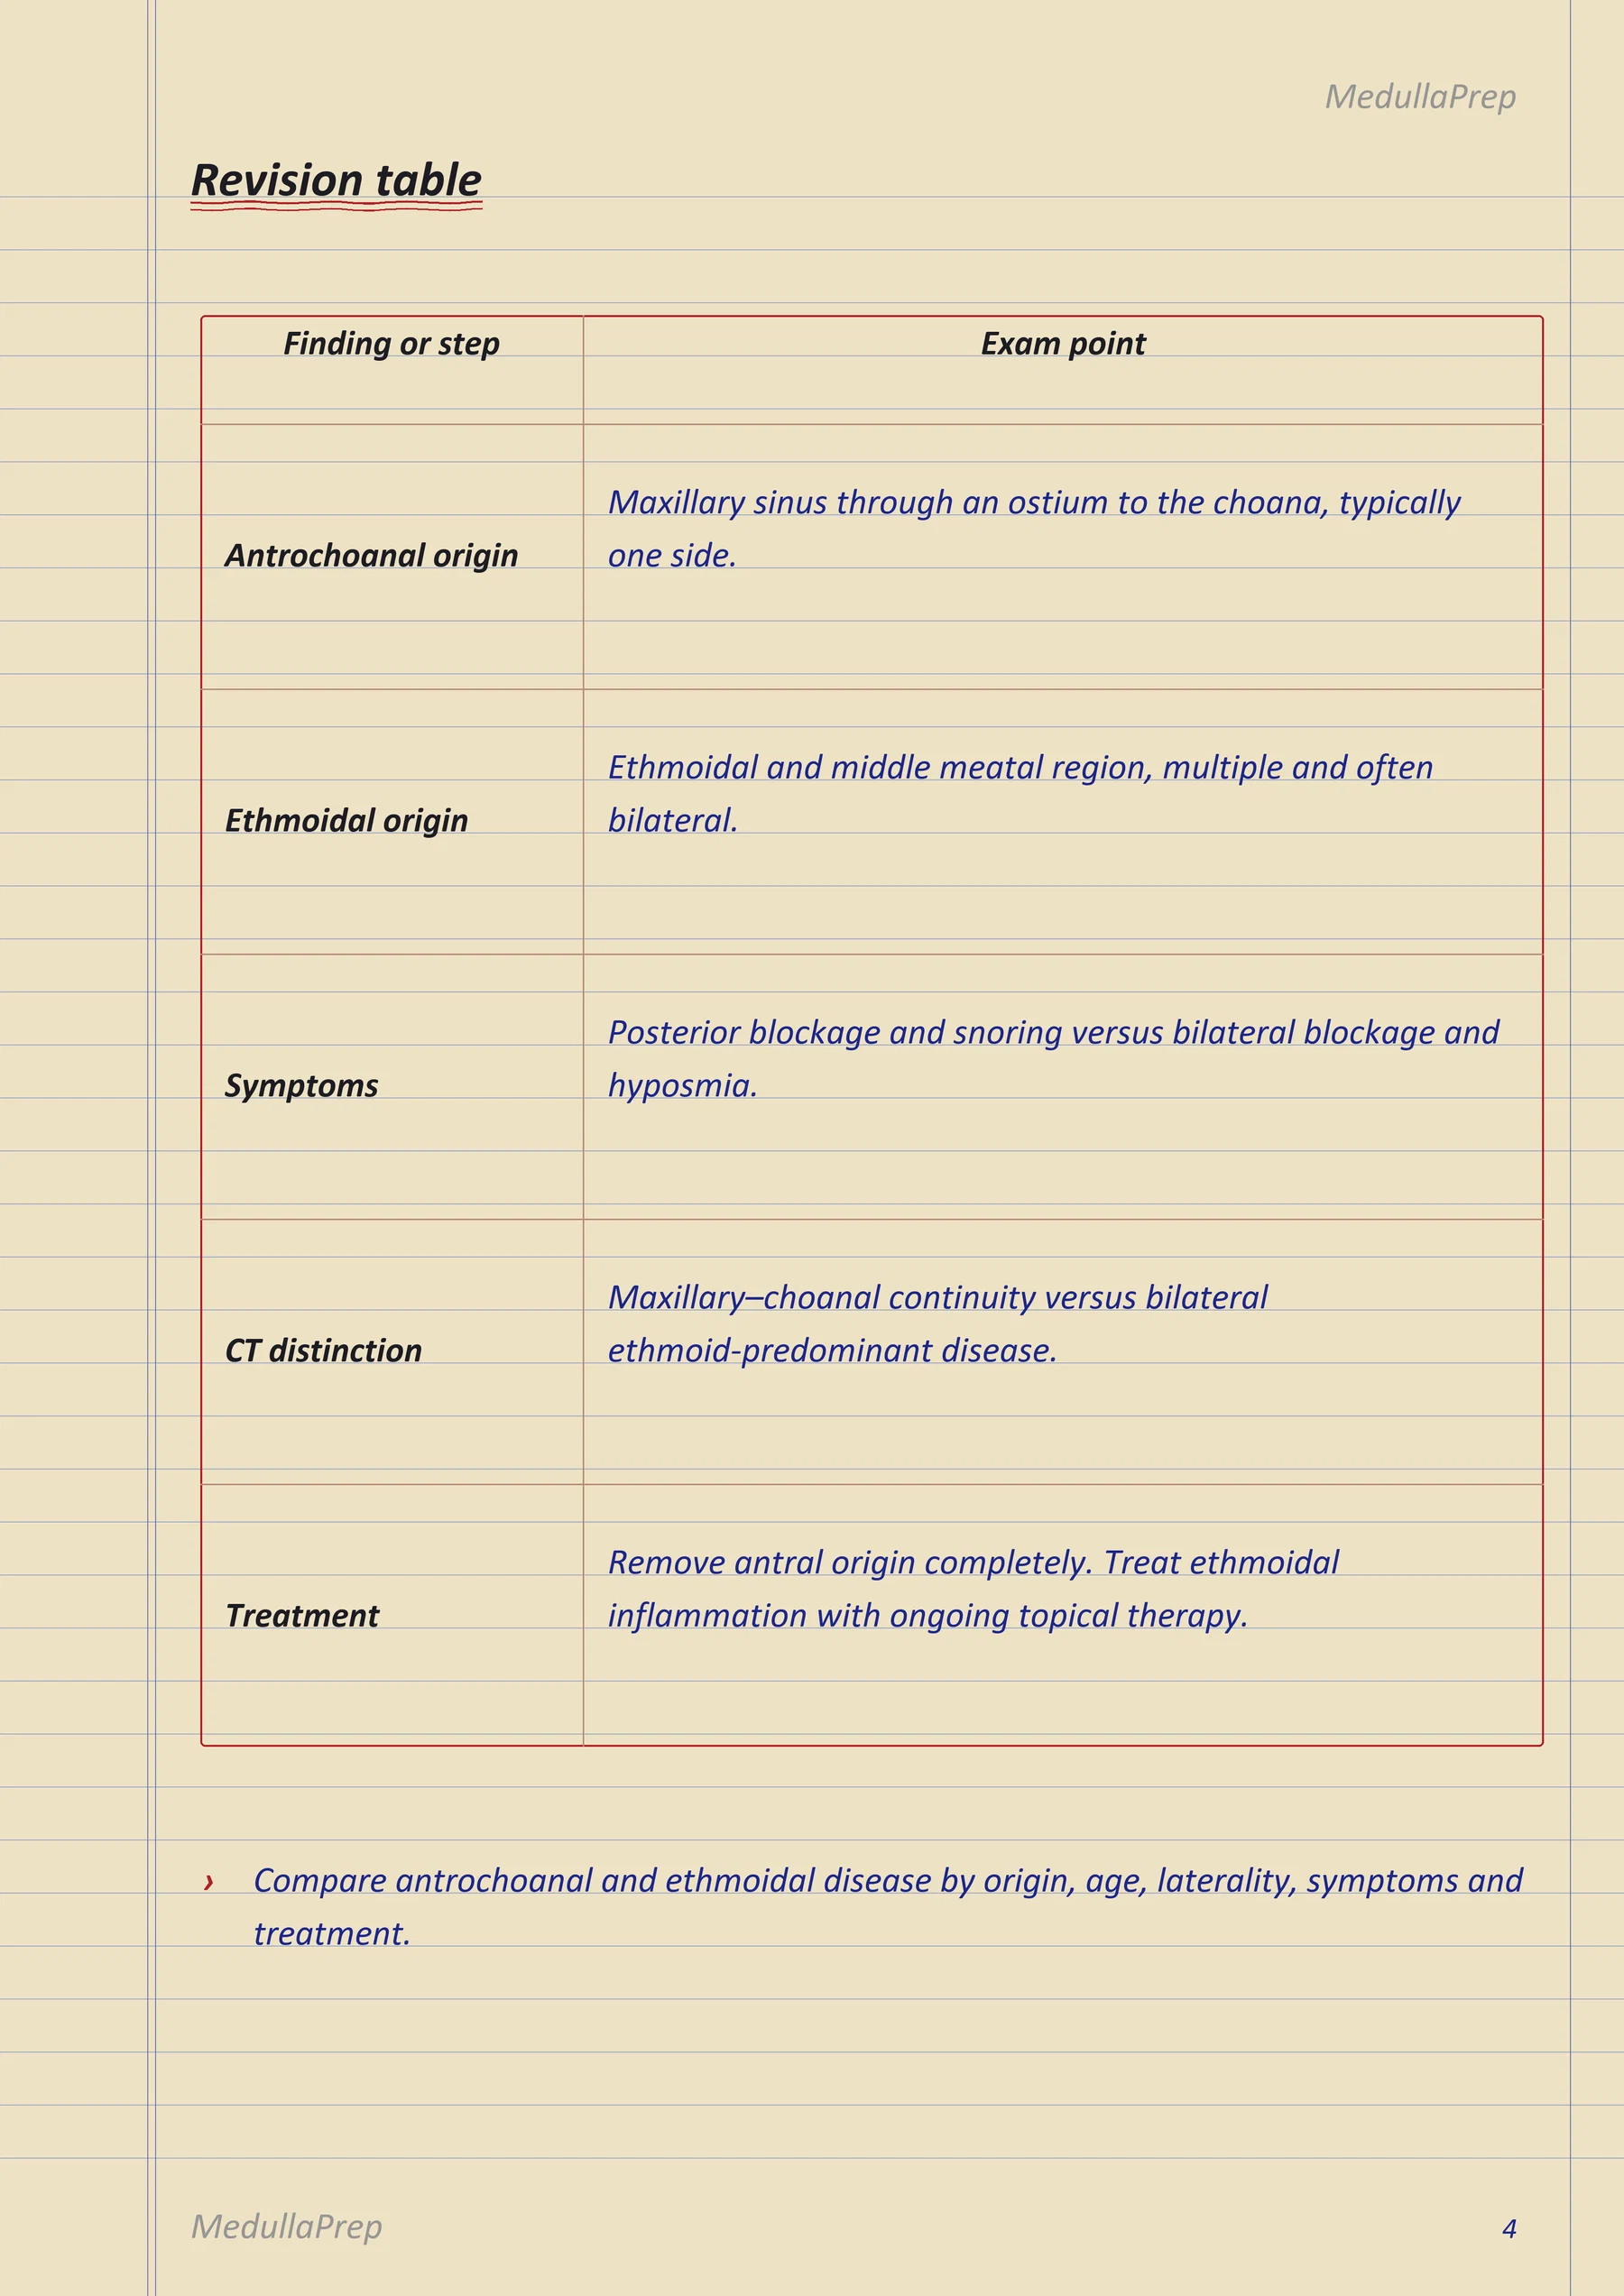 MedullaPrep
Revision table
Finding or step
Exam point
Antrochoanal origin
Maxillary sinus through an ostium to the choana, typically
one side.
Ethmoidal origin
Ethmoidal and middle meatal region, multiple and often
bilateral.
Symptoms
Posterior blockage and snoring versus bilateral blockage and
hyposmia.
CT distinction
Maxillary–choanal continuity versus bilateral
ethmoid-predominant disease.
Treatment
Remove antral origin completely. Treat ethmoidal
inflammation with ongoing topical therapy.
› Compare antrochoanal and ethmoidal disease by origin, age, laterality, symptoms and
treatment.
MedullaPrep
4